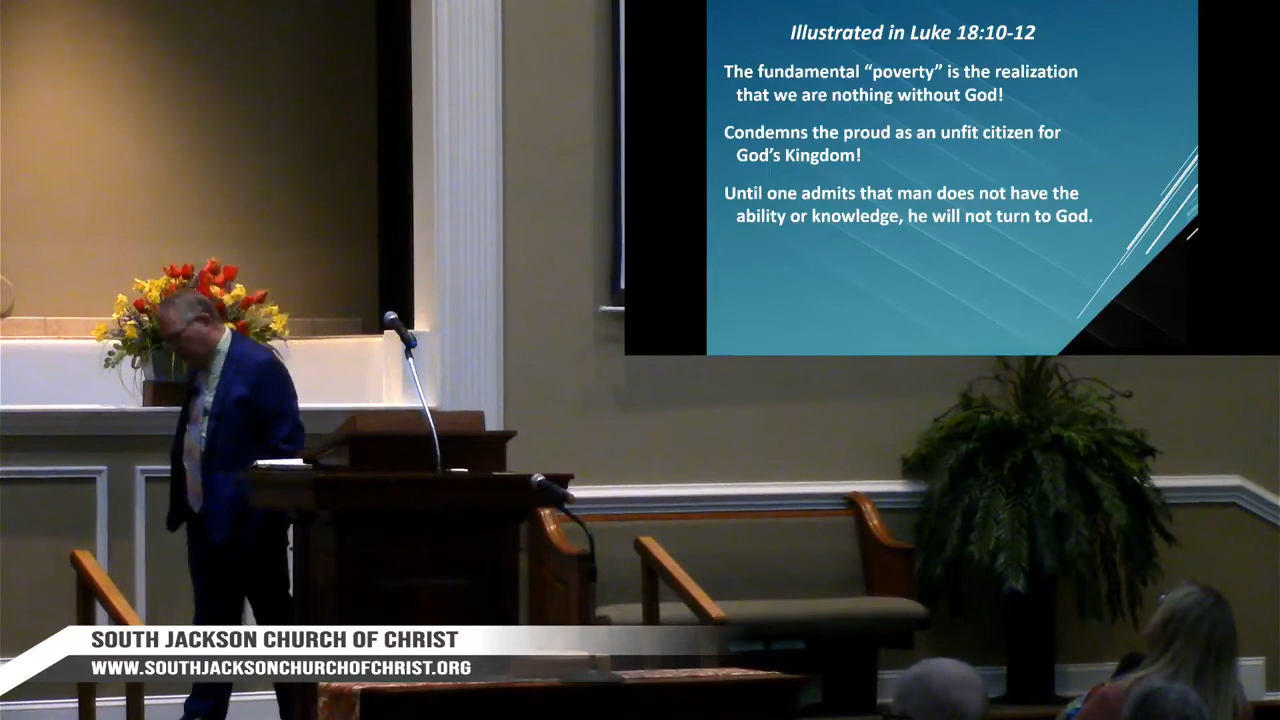 Illustrated in Luke 18:10-12
The fundamental “poverty” is the realization
that we are nothing without God!
Condemns the proud as an unfit citizen for
God’s Kingdom!
Until one admits that man does not have the
ability or knowledge, he will not turn to God.
SOUTH JACKSON CHURCH OF CHRIST
WWW.SOUTHJACKSONCHURCHOFCHRIST.ORG